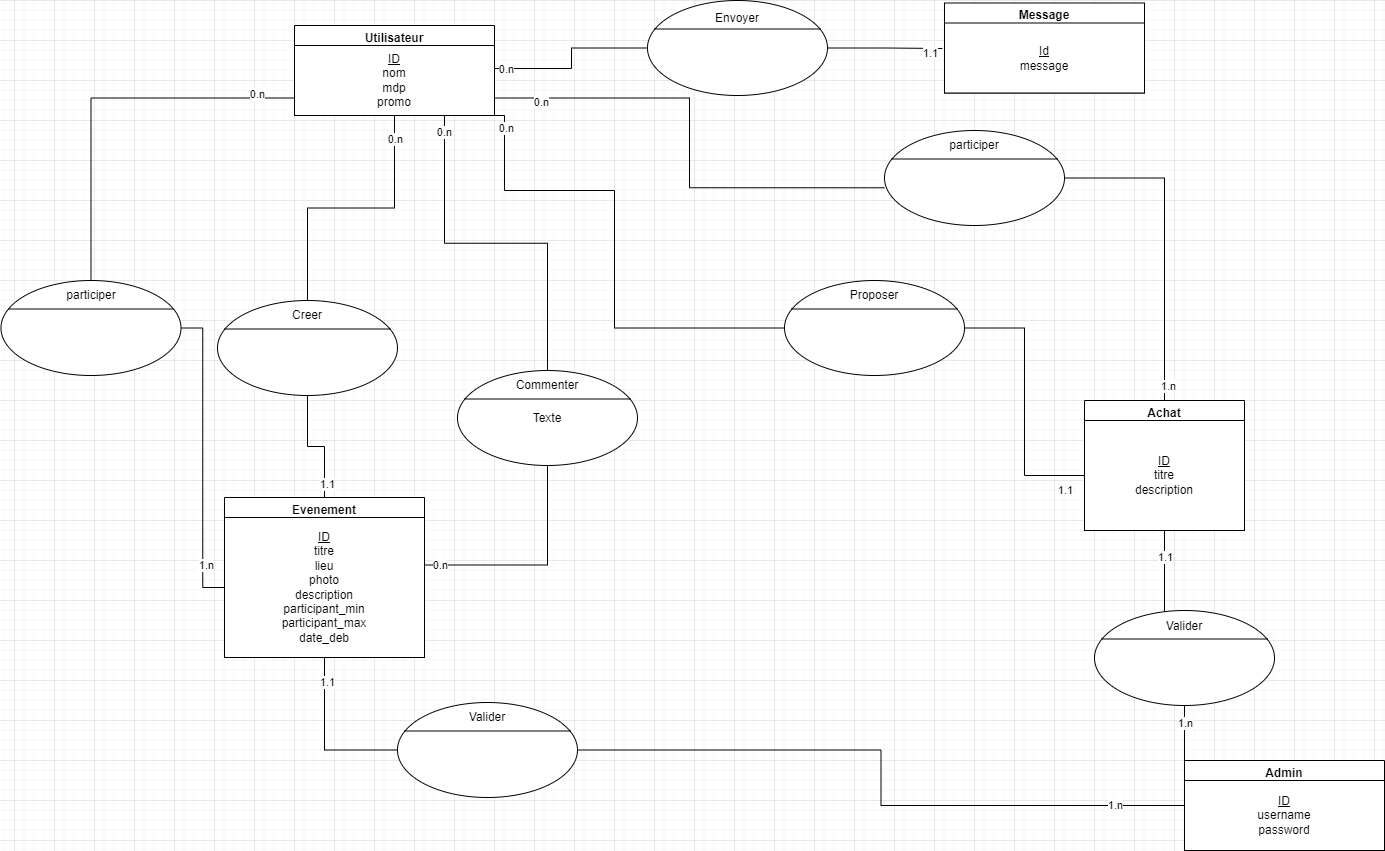 Envoyer
Message
Id
message
1.1
Utilisateur
ID
nom
mdp
promo
0.n
0.n
0.n
0.n
0.n
0.n
participer
participer
Creer
Commenter
Texte
Proposer
1.n
Achat
ID
titre
description
1.1
1.1
1.1
Evenement
ID
titre
lieu
photo
description
participant_min
participant_max
date_deb
1.n
0.n
1.1
Valider
Valider
1.n
1.n
Admin
ID
username
password